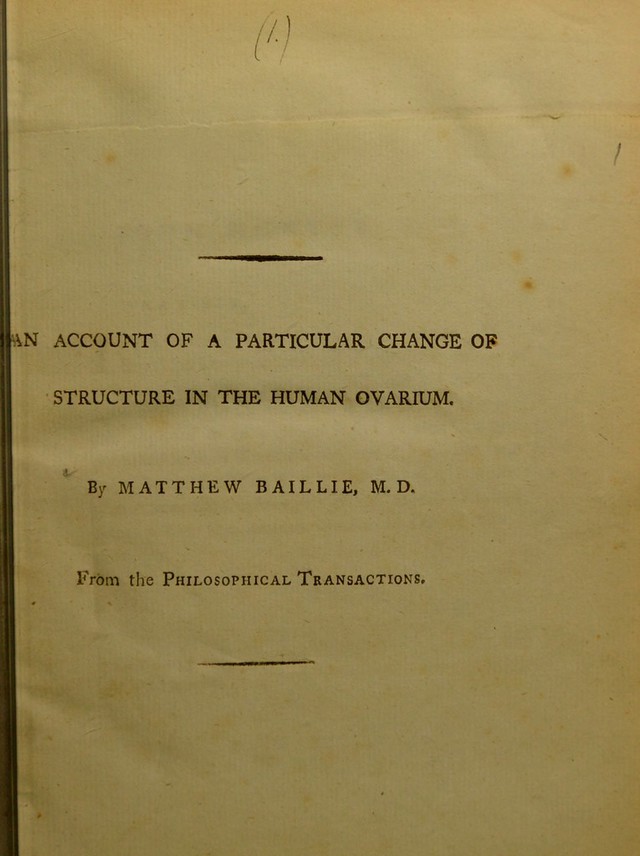 (1.)
1
AN ACCOUNT OF A PARTICULAR CHANGE OF
STRUCTURE IN THE HUMAN OVARIUM.
By MATTHEW BAILLIE, M. D.
From the PHILOSOPHICAL TRANSACTIONS.